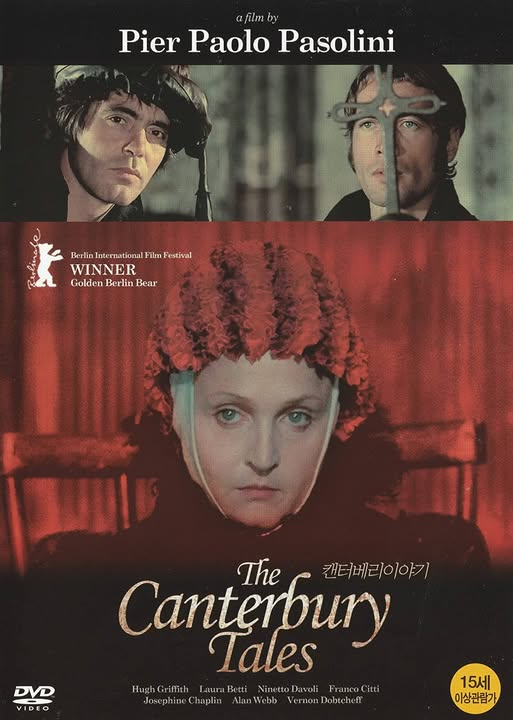 a film by
Pier Paolo Pasolini
Berlinale
Berlin International Film Festival
WINNER
Golden Berlin Bear
The
캔터베리이야기
Canterbury
Tales
Hugh Griffith Laura Betti Ninetto Davoli Franco Citti
Josephine Chaplin Alan Webb Vernon Dobtcheff
DVD
VIDEO
15세
이상관람가